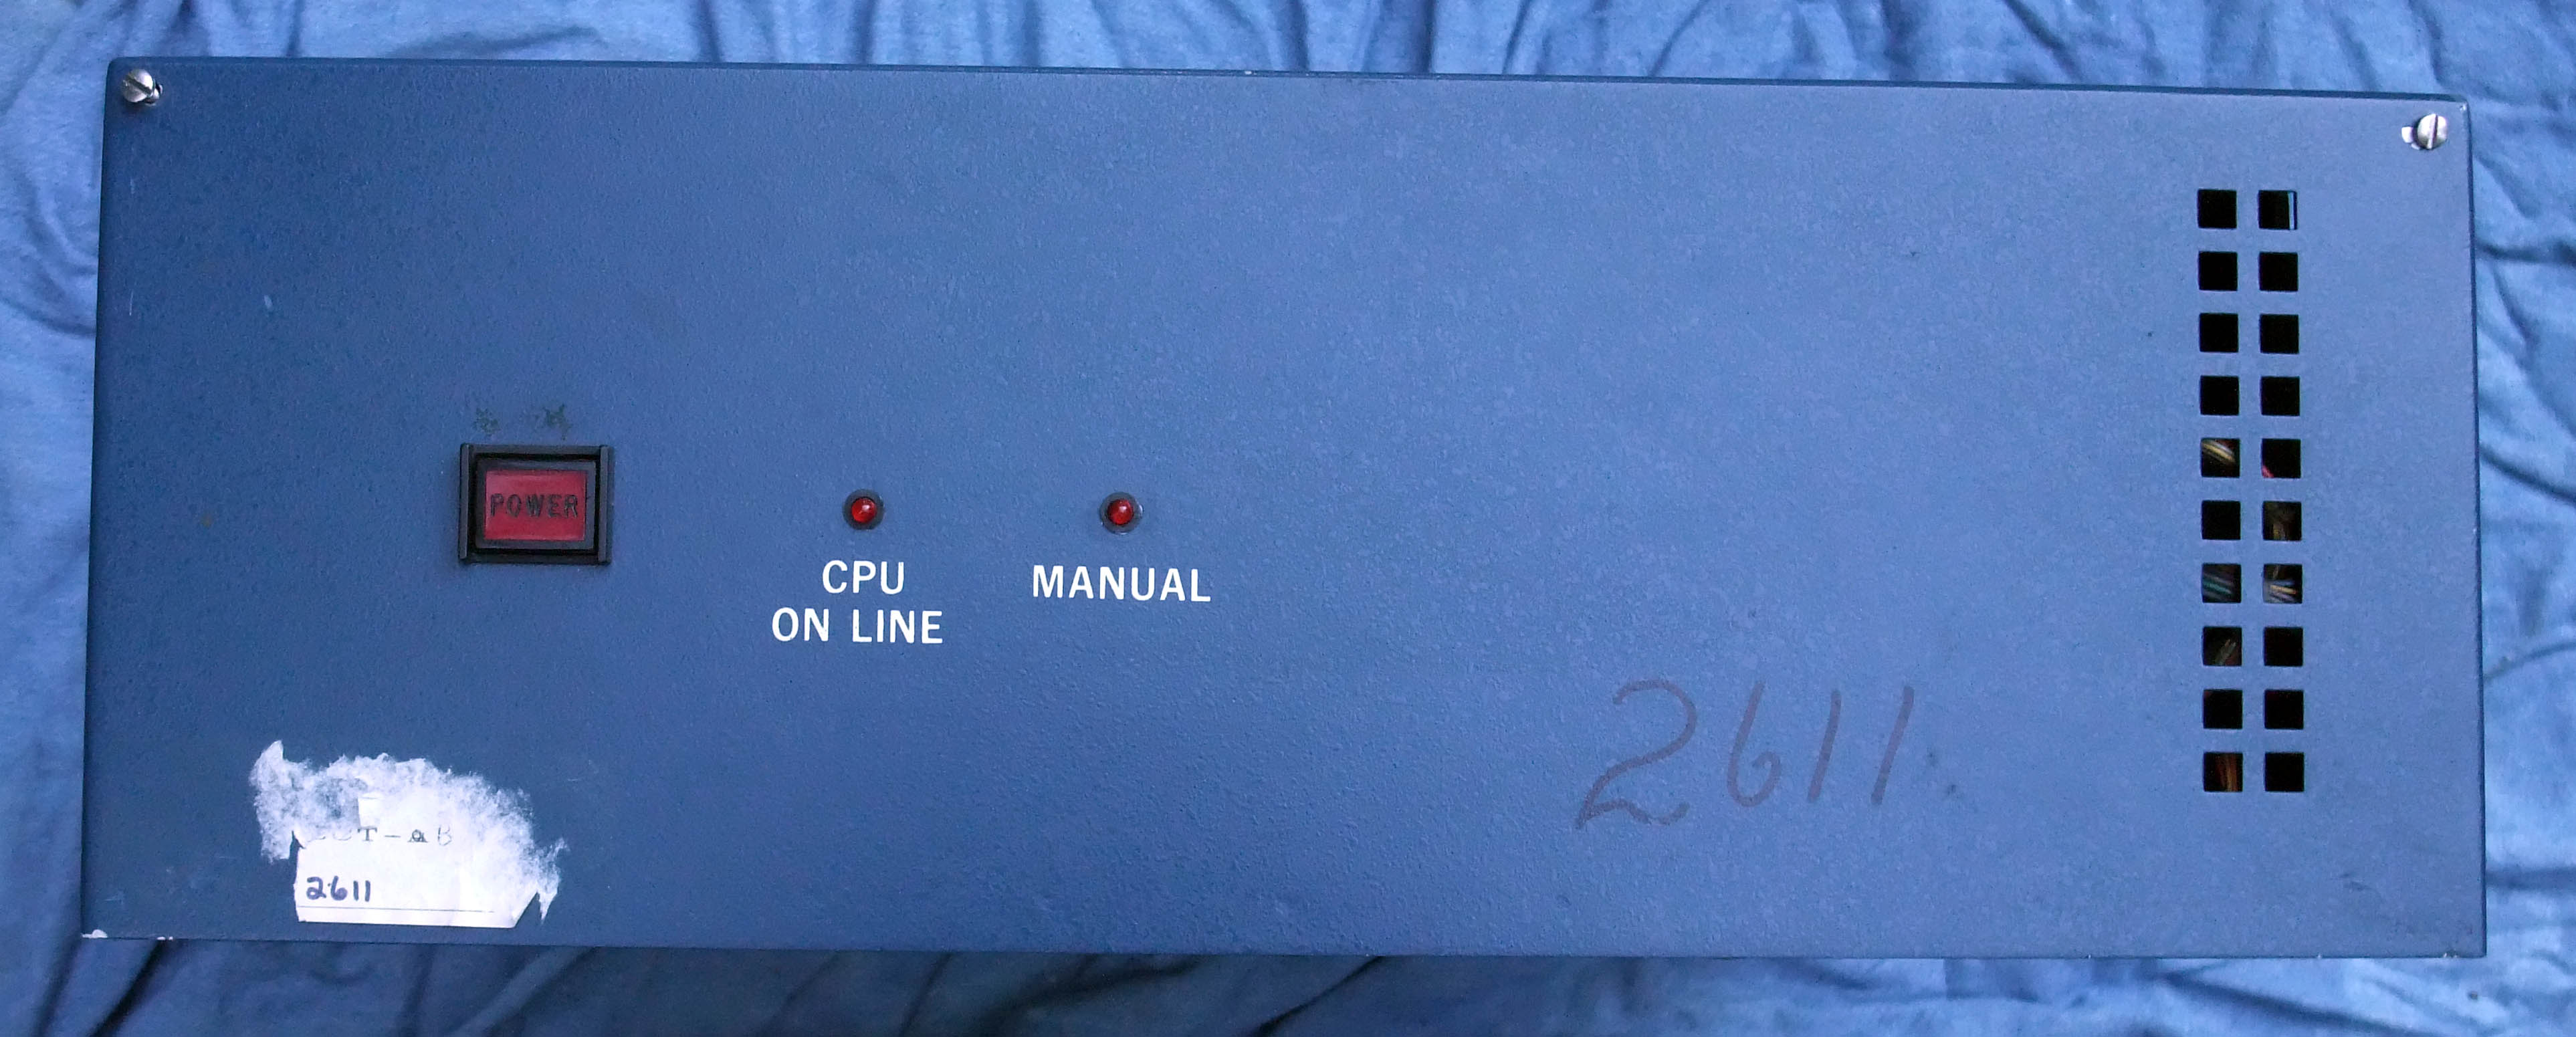 POWER
CPU
ON LINE
MANUAL
2611
2611